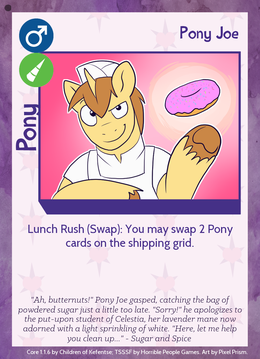 Pony Joe
Pony
Lunch Rush (Swap): You may swap 2 Pony
cards on the shipping grid.
"Ah, butternuts!" Pony Joe gasped, catching the bag of
powdered sugar just a little too late. "Sorry!" he apologizes to
the put-upon student of Celestia, her lavender mane now
adorned with a light sprinkling of white. "Here, let me help
you clean up..." - Sugar and Spice
Core 1.1.6 by Children of Kefentse; TSSSF by Horrible People Games. Art by Pixel Prism.